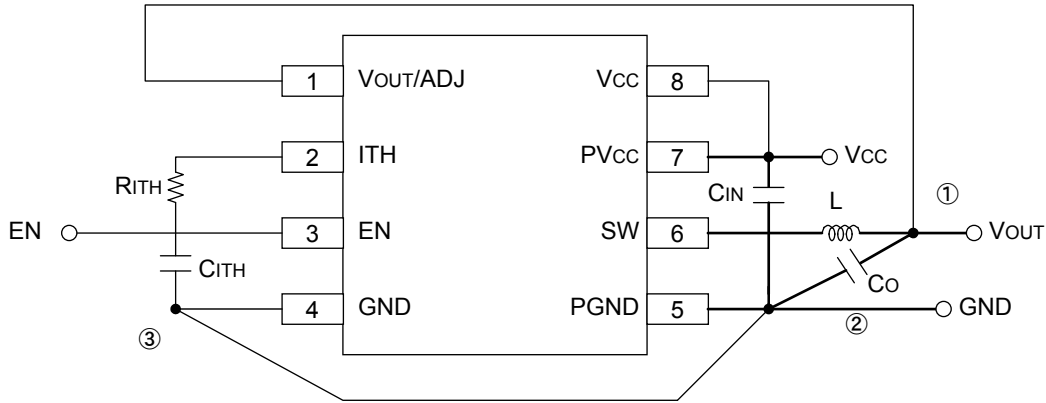 1 VOUT/ADJ VCC 8
2 ITH PVCC 7 VCC
RITH CIN L ①
EN 3 EN SW 6 VOUT
CITH CO
4 GND PGND 5 ② GND
③